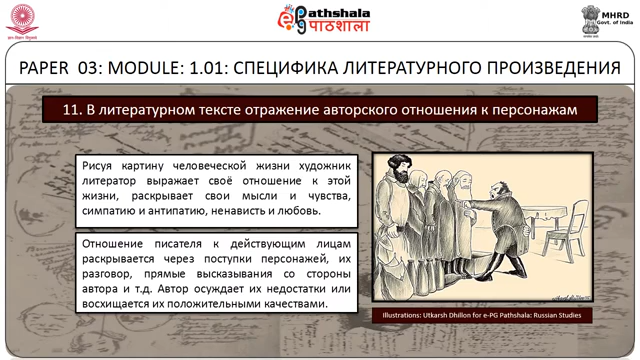 Pathshala
पाठशाला
MHRD
Govt. of India
PAPER 03: MODULE: 1.01: СПЕЦИФИКА ЛИТЕРАТУРНОГО ПРОИЗВЕДЕНИЯ
11. В литературном тексте отражение авторского отношения к персонажам
Рисуя картину человеческой жизни художник
литератор выражает своё отношение к этой
жизни, раскрывает свои мысли и чувства,
симпатию и антипатию, ненависть и любовь.
Отношение писателя к действующим лицам
раскрывается через поступки персонажей, их
разговор, прямые высказывания со стороны
автора и т.д. Автор осуждает их недостатки или
восхищается их положительными качествами.
Illustrations: Utkarsh Dhillon for e-PG Pathshala: Russian Studies